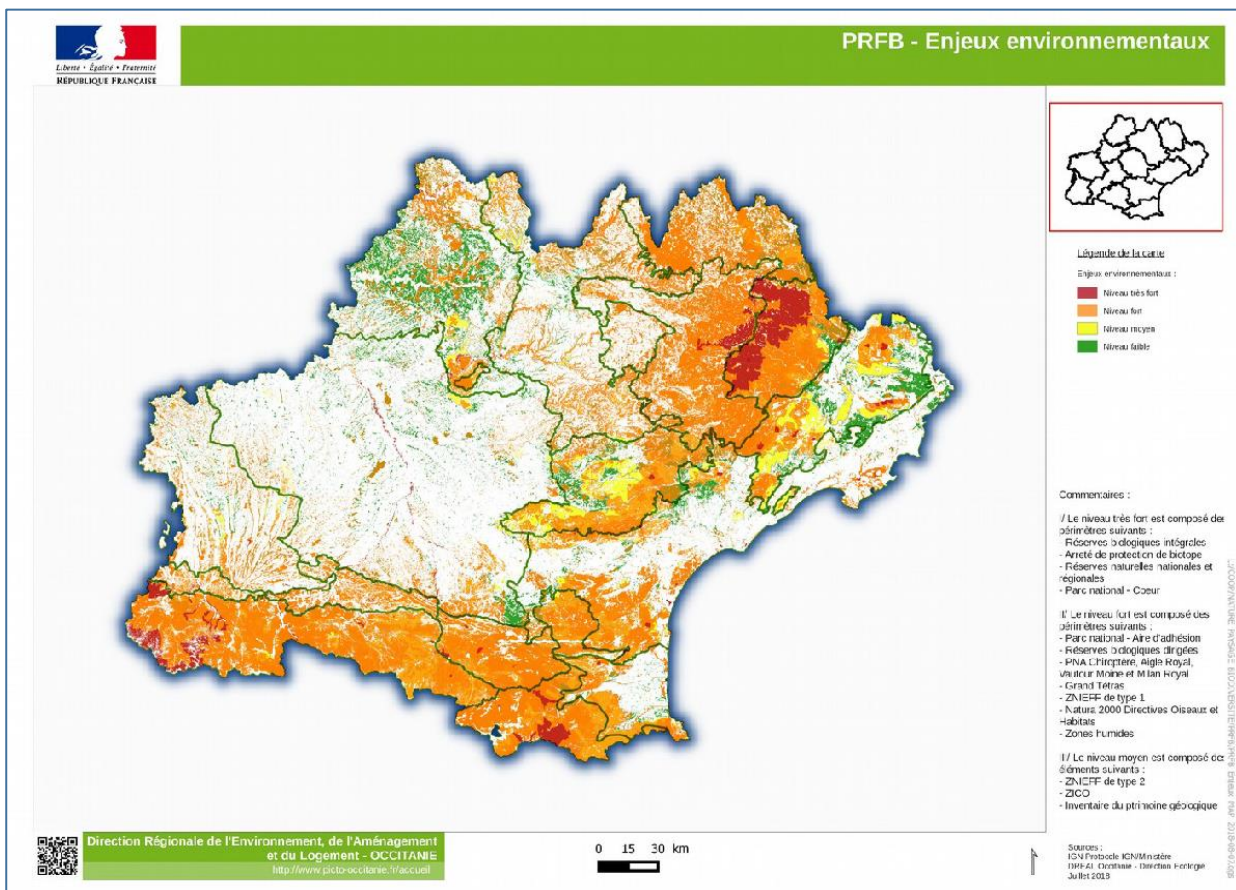 Liberté • Égalité • Fraternité
RÉPUBLIQUE FRANÇAISE
PRFB - Enjeux environnementaux
Légende de la carte
Enjeux environnementaux :
Niveau très fort
Niveau fort
Niveau moyen
Niveau faible
Commentaires :
I/ Le niveau très fort est composé des
périmètres suivants :
- Réserves biologiques intégrales
- Arreté de protection de biotope
- Réserves naturelles nationales et
régionales
- Parc national - Coeur
II/ Le niveau fort est composé des
périmètres suivants :
- Parc national - Aire d'adhésion
- Réserves biologiques dirigées
- PNA Chiroptère, Aigle Royal,
Vautour Moine et Milan Royal
- Grand Tétras
- ZNIEFF de type 1
- Natura 2000 Directives Oiseaux et
Habitats
- Zones humides
III/ Le niveau moyen est composé des
éléments suivants :
- ZNIEFF de type 2
- ZICO
- Inventaire du ptrimoine géologique
Direction Régionale de l'Environnement, de l'Aménagement
et du Logement - OCCITANIE
http://www.picto-occitanie.fr/accueil
0 15 30 km
Sources :
IGN Protocole IGN/Ministère
DREAL Occitanie - Direction Ecologie
Juillet 2018